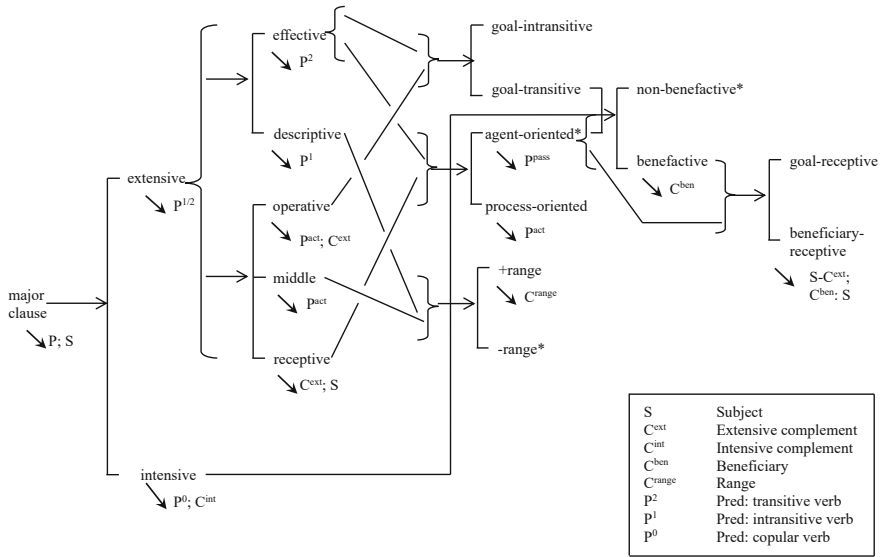 effective
P²
descriptive
P¹
extensive
P¹ᐟ²
operative
Pᵃᶜᵗ; Cᵉˣᵗ
middle
Pᵃᶜᵗ
receptive
Cᵉˣᵗ; S
major
clause
P; S
intensive
P⁰; Cⁱⁿᵗ
goal-intransitive
goal-transitive
agent-oriented*
Pᵖᵃˢˢ
process-oriented
Pᵃᶜᵗ
+range
Cʳᵃⁿᵍᵉ
-range*
non-benefactive*
benefactive
Cᵇᵉⁿ
goal-receptive
beneficiary-
receptive
S-Cᵉˣᵗ;
Cᵇᵉⁿ: S
S Subject
Cᵉˣᵗ Extensive complement
Cⁱⁿᵗ Intensive complement
Cᵇᵉⁿ Beneficiary
Cʳᵃⁿᵍᵉ Range
P² Pred: transitive verb
P¹ Pred: intransitive verb
P⁰ Pred: copular verb